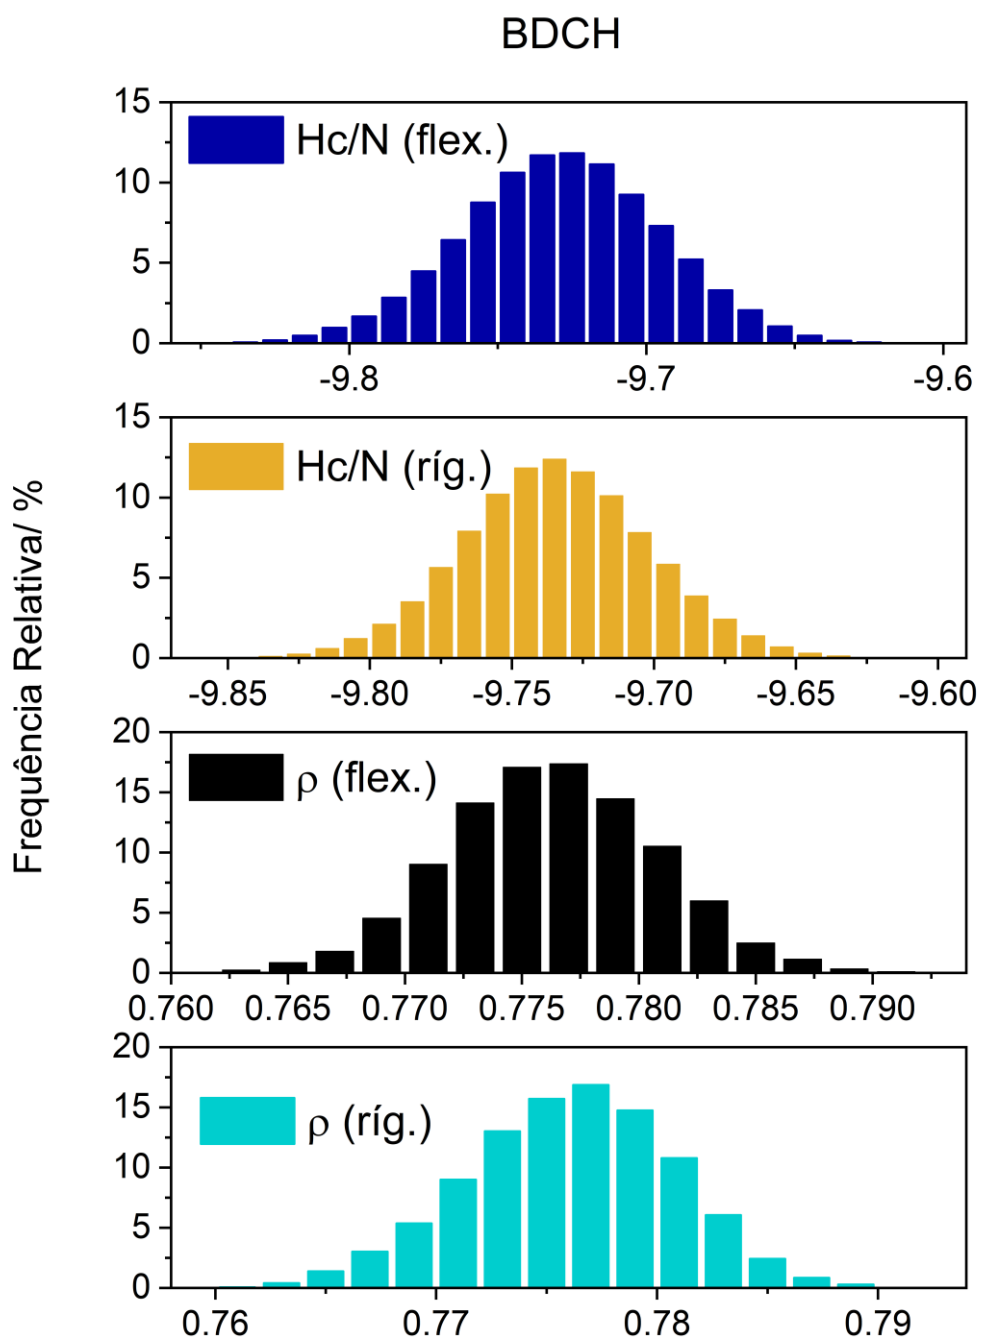 BDCH
Frequência Relativa/ %
15
Hc/N (flex.)
10
5
0
-9.8 -9.7 -9.6
15
Hc/N (ríg.)
10
5
0
-9.85 -9.80 -9.75 -9.70 -9.65 -9.60
20
ρ (flex.)
15
10
5
0
0.760 0.765 0.770 0.775 0.780 0.785 0.790
20
15
ρ (ríg.)
10
5
0
0.76 0.77 0.78 0.79